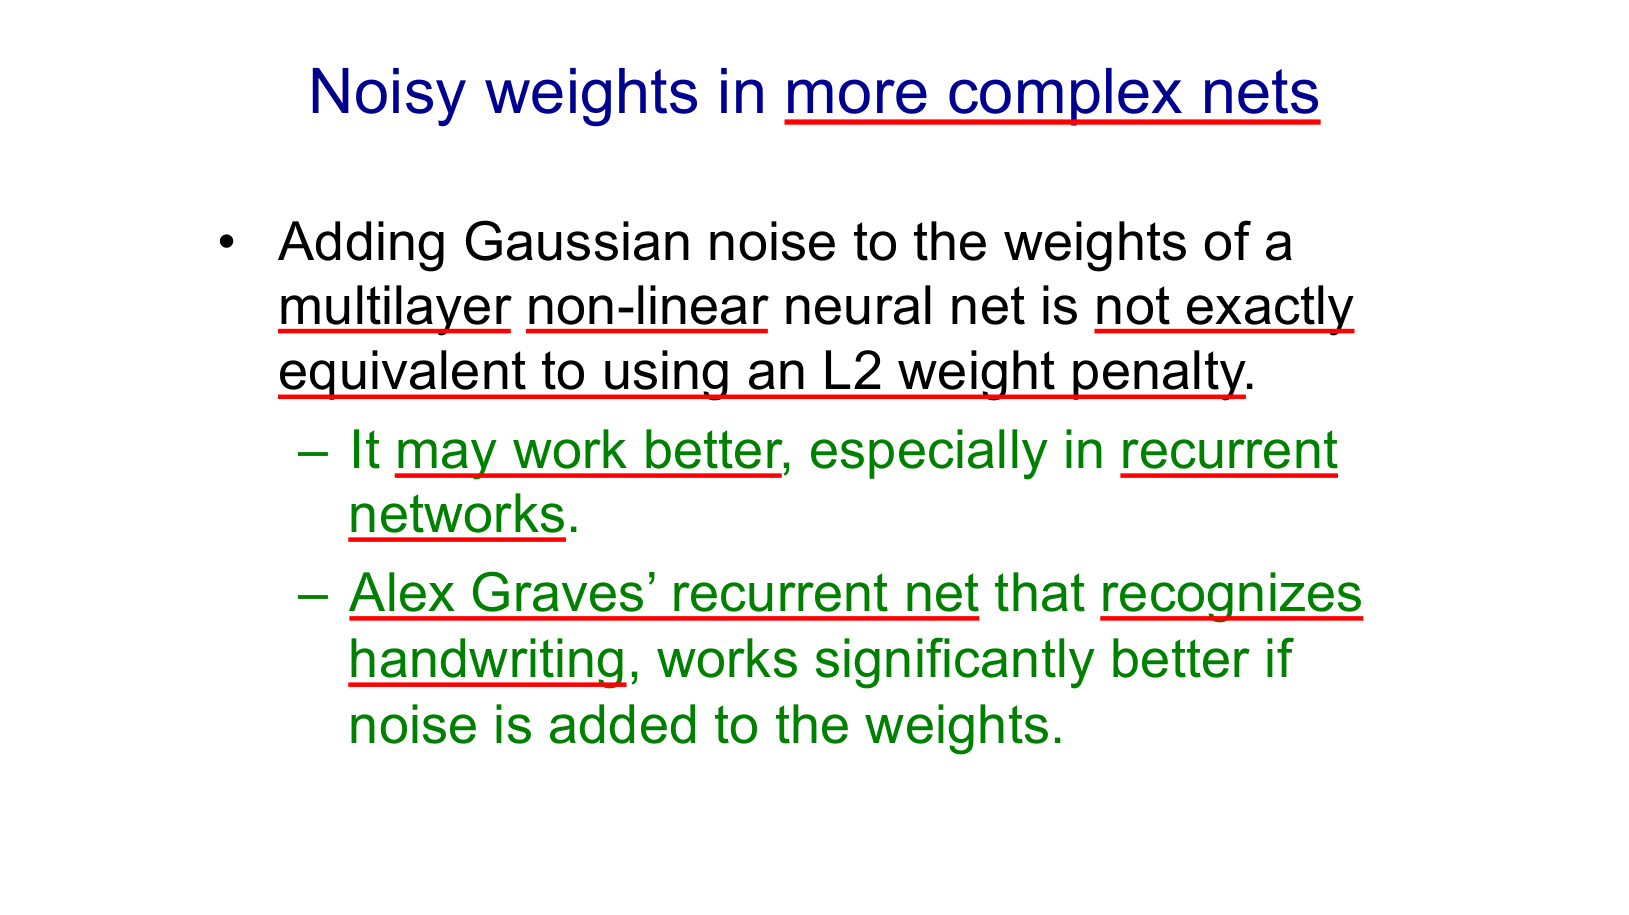 Noisy weights in more complex nets
• Adding Gaussian noise to the weights of a
multilayer non-linear neural net is not exactly
equivalent to using an L2 weight penalty.
– It may work better, especially in recurrent
networks.
– Alex Graves’ recurrent net that recognizes
handwriting, works significantly better if
noise is added to the weights.